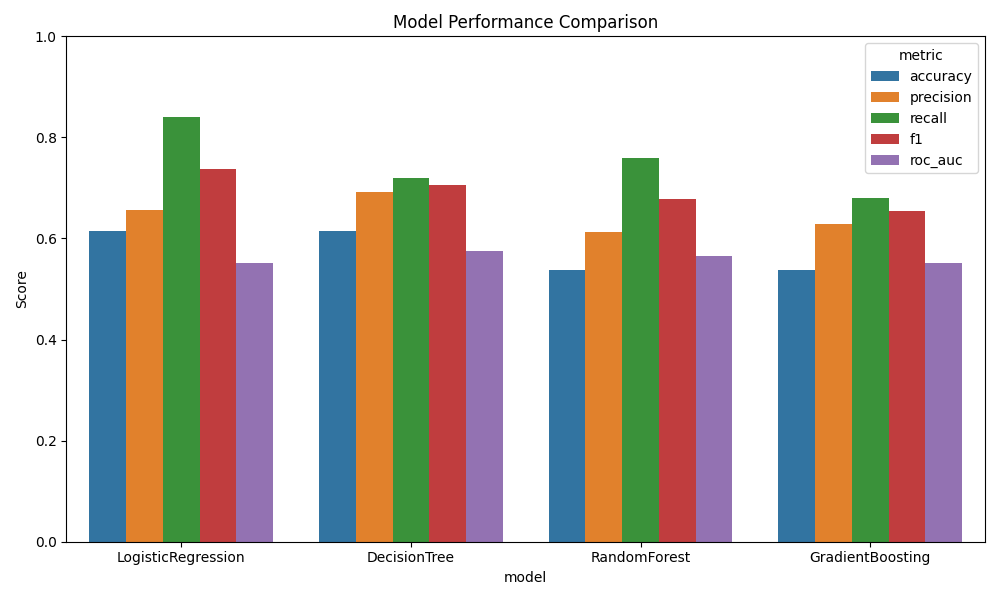 Model Performance Comparison
Score
1.0
0.8
0.6
0.4
0.2
0.0
metric
accuracy
precision
recall
f1
roc_auc
LogisticRegression
DecisionTree
RandomForest
GradientBoosting
model